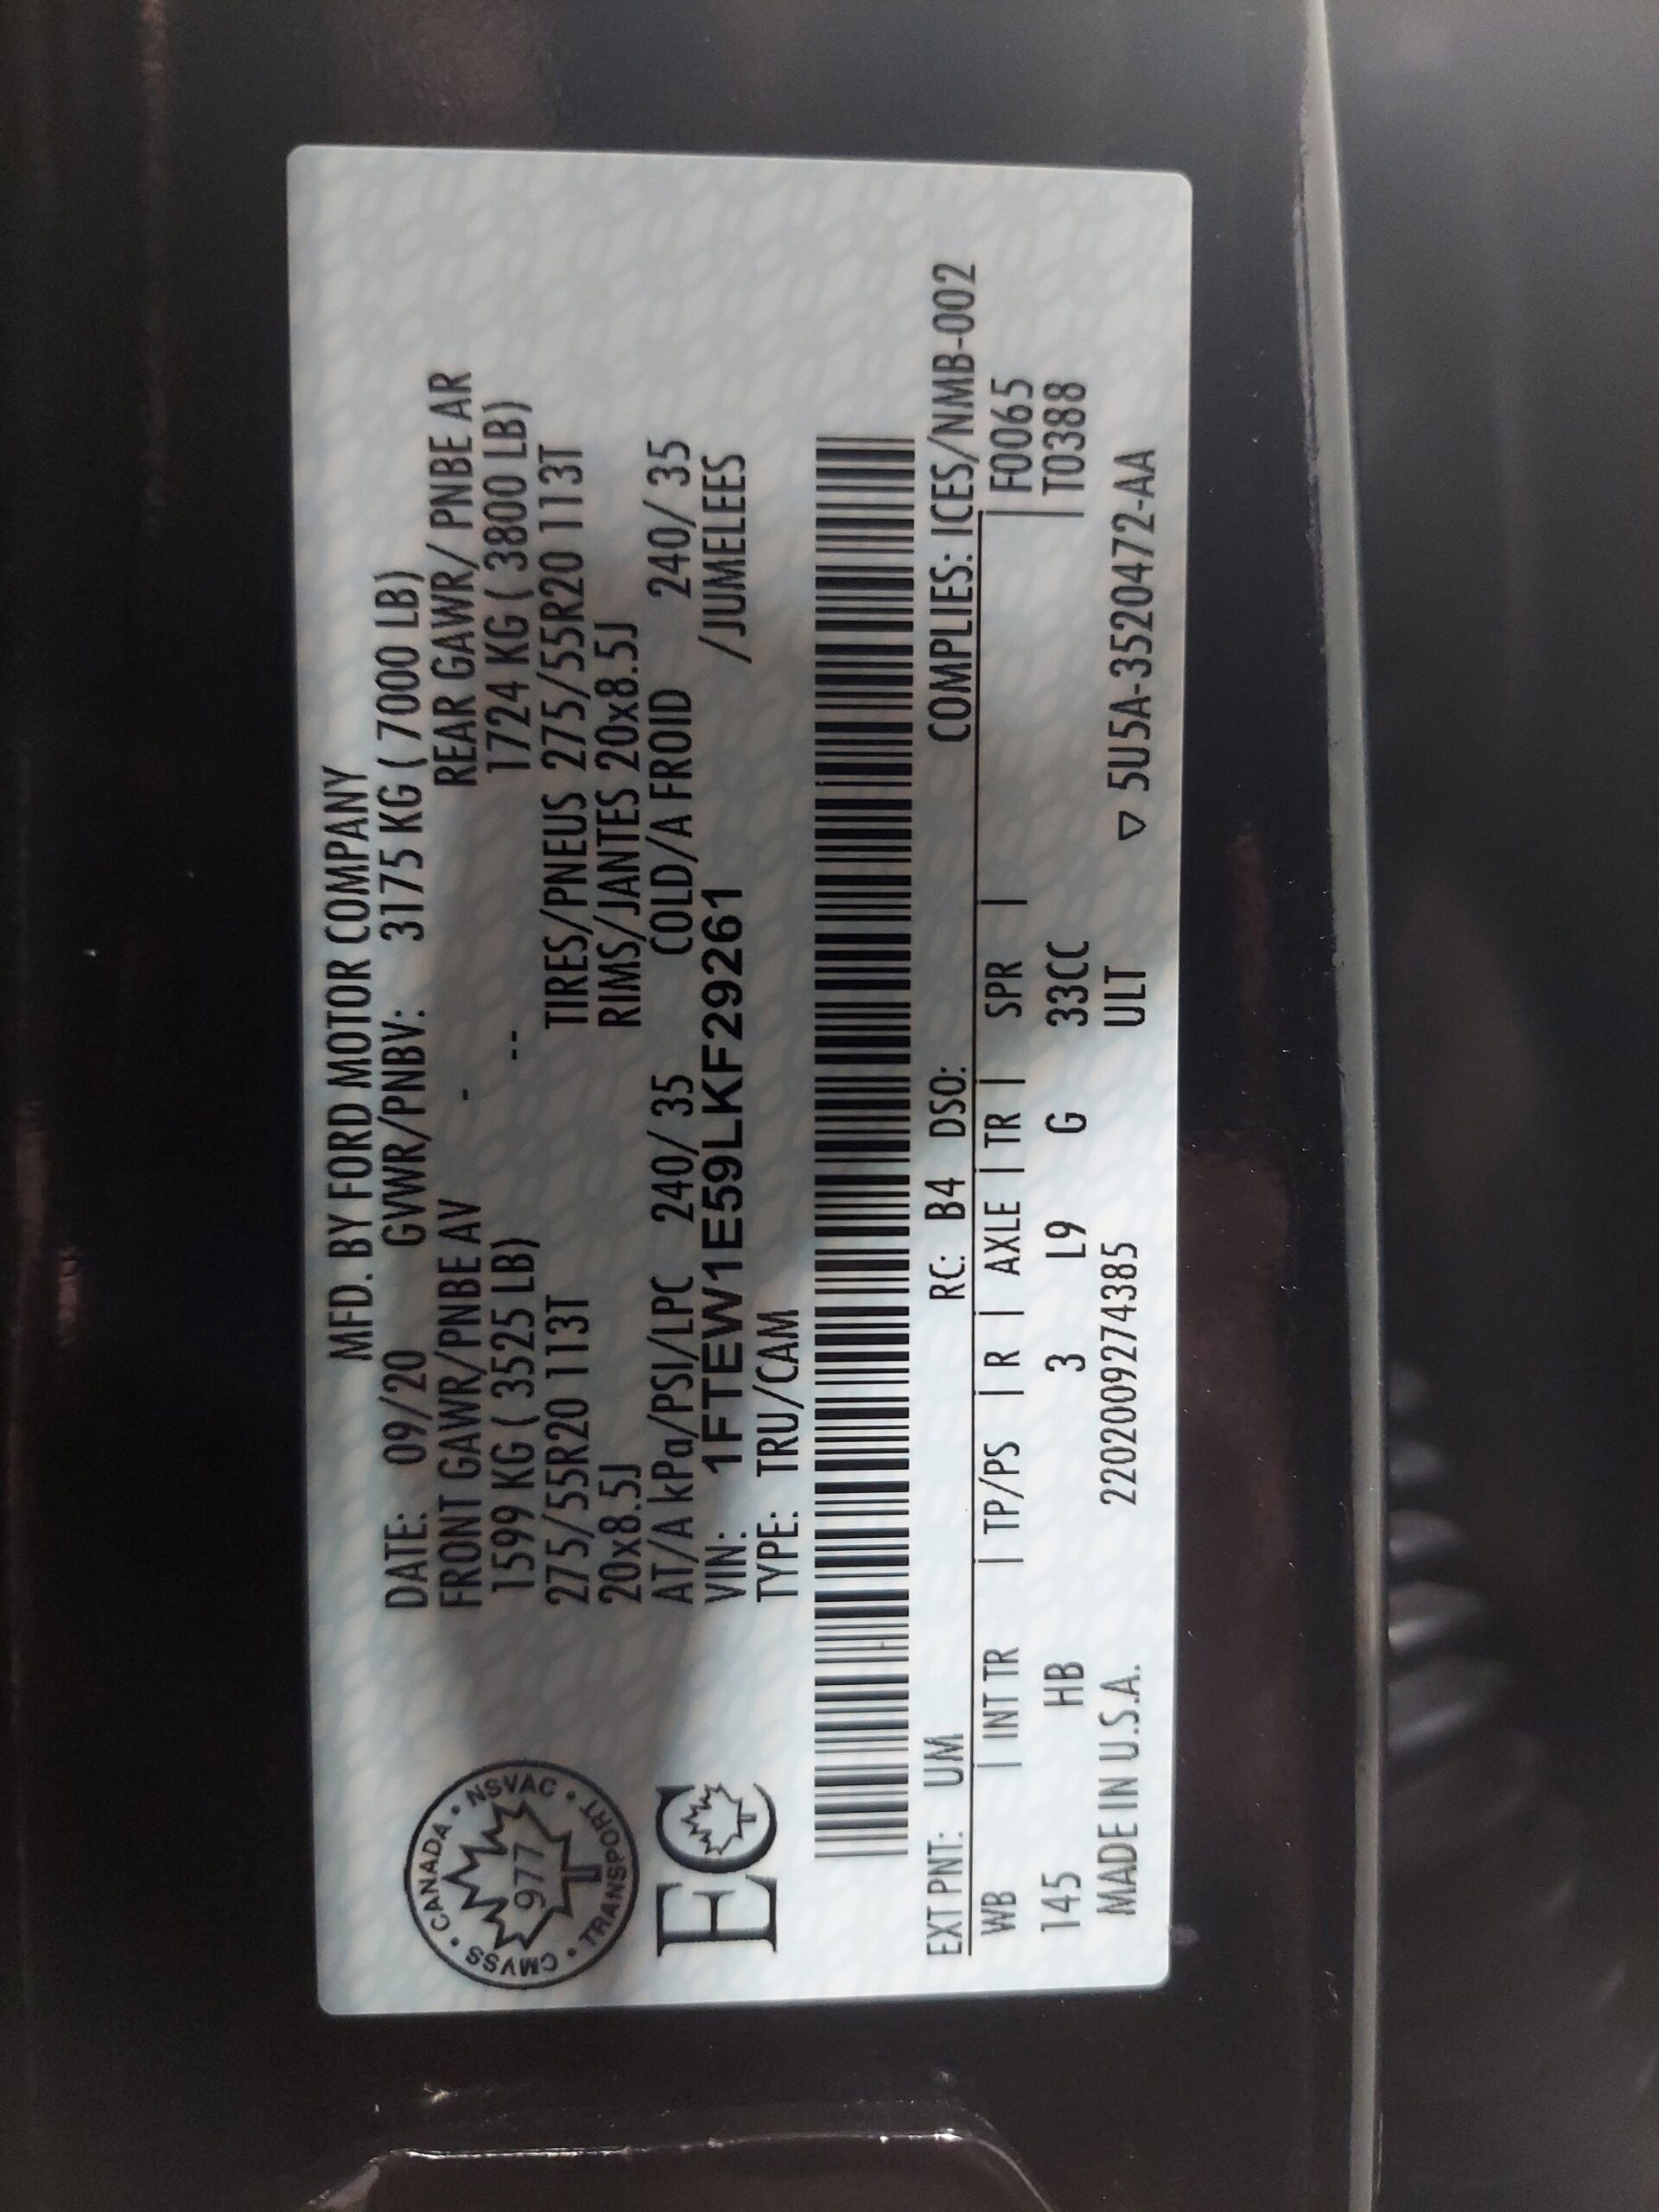 MFD. BY FORD MOTOR COMPANY
DATE: 09/20 GVWR/PNBV: 3175 KG ( 7000 LB)
FRONT GAWR/PNBE AV - REAR GAWR/ PNBE AR
1599 KG ( 3525 LB) -- 1724 KG ( 3800 LB)
275/55R20 113T TIRES/PNEUS 275/55R20 113T
20x8.5J RIMS/JANTES 20x8.5J
AT/A kPa/PSI/LPC 240/ 35 COLD/A FROID 240/ 35
VIN: 1FTEW1E59LKF29261 /JUMELEES
TYPE: TRU/CAM
CANADA • NSVAC • TRANSPORT • CMVSS •
977
EC
EXT PNT: UM RC: B4 DSO: COMPLIES: ICES/NMB-002
WB | INT TR | TP/PS | R | AXLE | TR | SPR | | F0065
145 HB 3 L9 G 33CC | T0388
MADE IN U.S.A. 220200927438​5 ULT ▽ 5U5A-3520472-AA